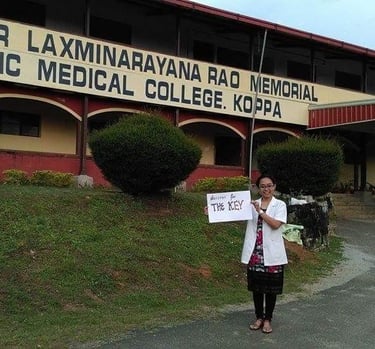 R LAXMINARAYANA RAO MEMORIAL
IC MEDICAL COLLEGE. KOPPA
THE KEY